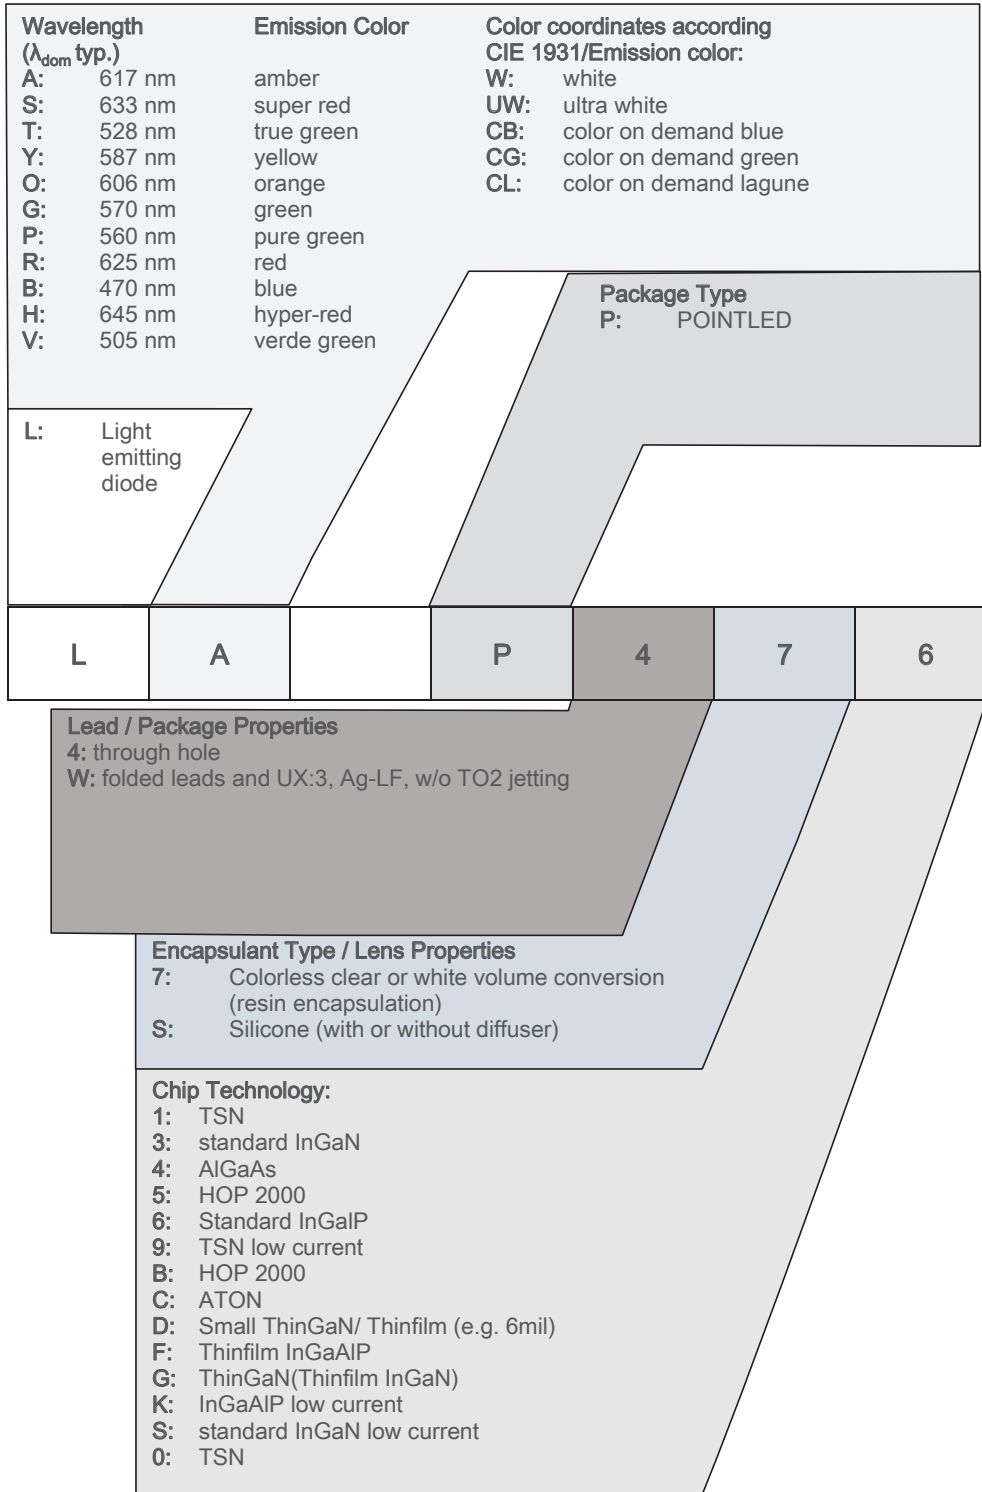 Wavelength Emission Color Color coordinates according
(λdom typ.) CIE 1931/Emission color:
A: 617 nm amber W: white
S: 633 nm super red UW: ultra white
T: 528 nm true green CB: color on demand blue
Y: 587 nm yellow CG: color on demand green
O: 606 nm orange CL: color on demand lagune
G: 570 nm green
P: 560 nm pure green
R: 625 nm red
B: 470 nm blue
H: 645 nm hyper-red
V: 505 nm verde green
Package Type
P: POINTLED
L: Light
emitting
diode
L A P 4 7 6
Lead / Package Properties
4: through hole
W: folded leads and UX:3, Ag-LF, w/o TO2 jetting
Encapsulant Type / Lens Properties
7: Colorless clear or white volume conversion
(resin encapsulation)
S: Silicone (with or without diffuser)
Chip Technology:
1: TSN
3: standard InGaN
4: AlGaAs
5: HOP 2000
6: Standard InGalP
9: TSN low current
B: HOP 2000
C: ATON
D: Small ThinGaN/ Thinfilm (e.g. 6mil)
F: Thinfilm InGaAlP
G: ThinGaN(Thinfilm InGaN)
K: InGaAlP low current
S: standard InGaN low current
0: TSN